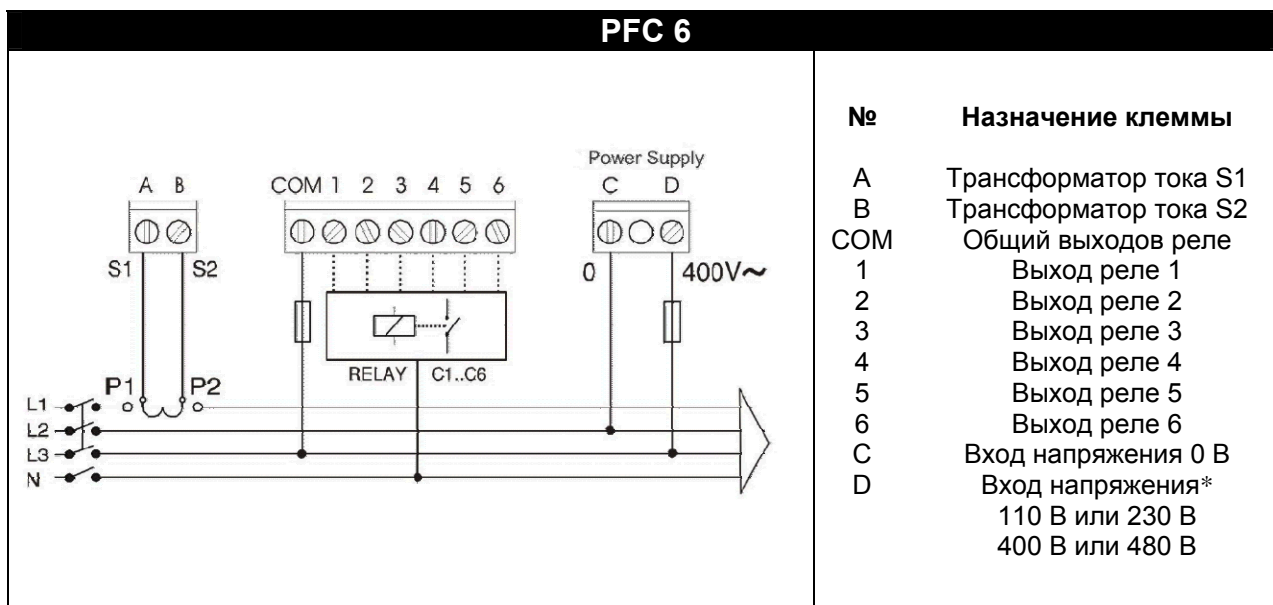 PFC 6
Power Supply
A B
COM 1 2 3 4 5 6
C D
S1 S2
0 400V~
RELAY C1..C6
P1 P2
L1
L2
L3
N
№ Назначение клеммы
A Трансформатор тока S1
B Трансформатор тока S2
COM Общий выходов реле
1 Выход реле 1
2 Выход реле 2
3 Выход реле 3
4 Выход реле 4
5 Выход реле 5
6 Выход реле 6
C Вход напряжения 0 В
D Вход напряжения*
110 В или 230 В
400 В или 480 В